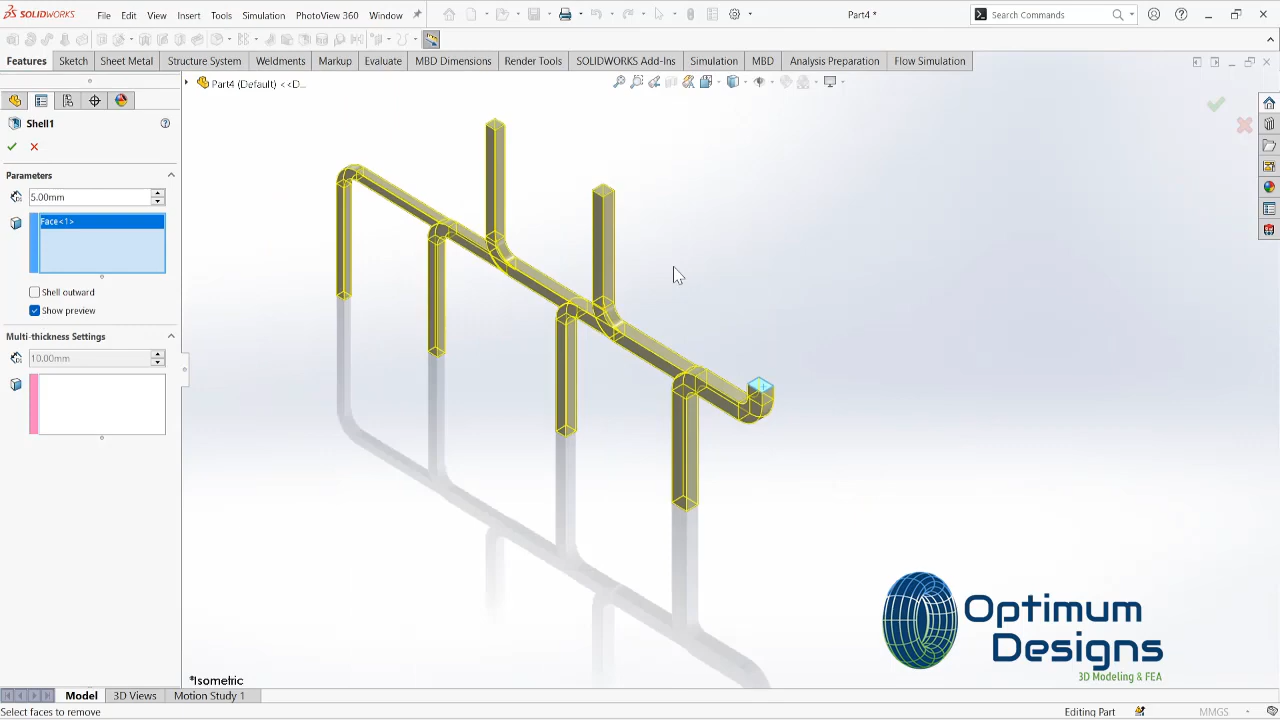 SOLIDWORKS File Edit View Insert Tools Simulation PhotoView 360 Window Part4 * Search Commands
Features Sketch Sheet Metal Structure System Weldments Markup Evaluate MBD Dimensions Render Tools SOLIDWORKS Add-Ins Simulation MBD Analysis Preparation Flow Simulation
Part4 (Default) <<D...
Shell1
Parameters
5.00mm
Face<1>
Shell outward
Show preview
Multi-thickness Settings
10.00mm
Optimum
Designs
3D Modeling & FEA
*Isometric
Model 3D Views Motion Study 1
Select faces to remove Editing Part MMGS